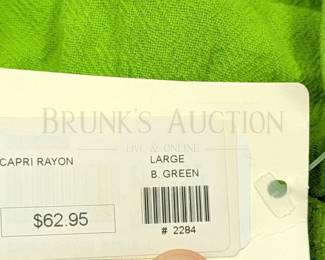 BRUNK'S AUCTION
LIVE & ONLINE
CAPRI RAYON
LARGE
B. GREEN
$62.95
# 2284